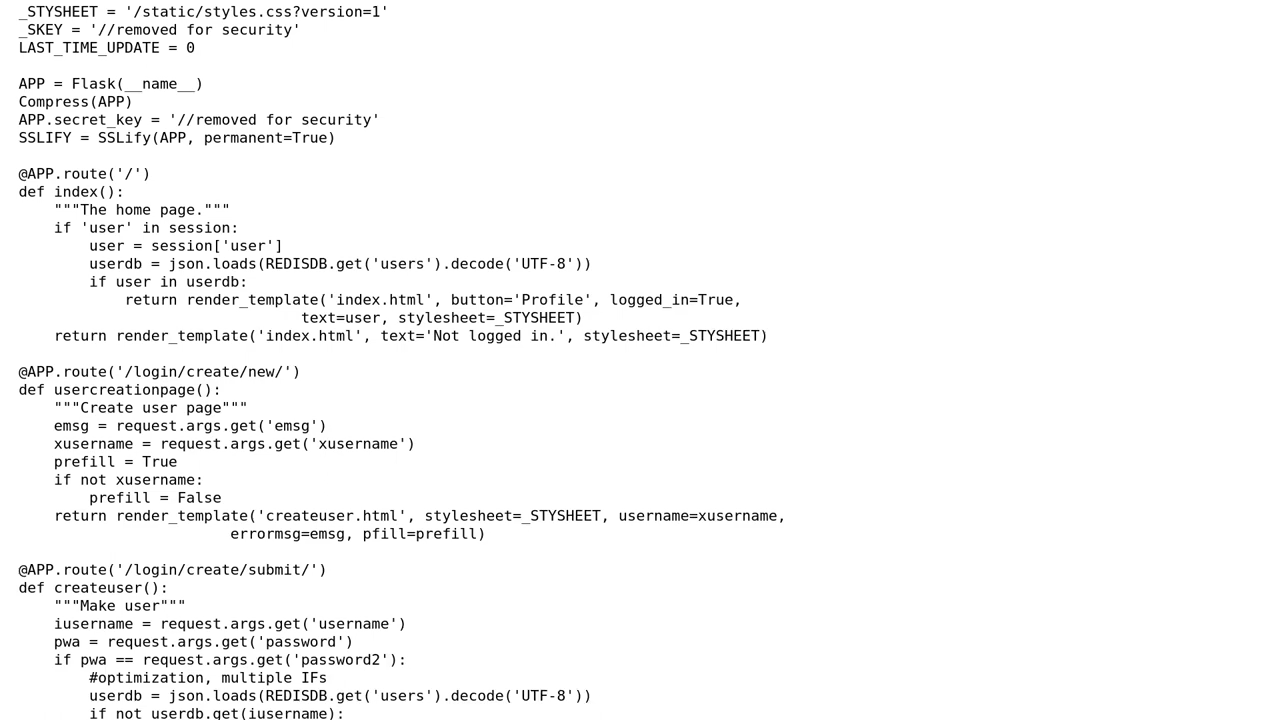 _STYSHEET = '/static/styles.css?version=1'
_SKEY = '//removed for security'
LAST_TIME_UPDATE = 0

APP = Flask(__name__)
Compress(APP)
APP.secret_key = '//removed for security'
SSLIFY = SSLify(APP, permanent=True)

@APP.route('/')
def index():
    """The home page."""
    if 'user' in session:
        user = session['user']
        userdb = json.loads(REDISDB.get('users').decode('UTF-8'))
        if user in userdb:
            return render_template('index.html', button='Profile', logged_in=True,
                                text=user, stylesheet=_STYSHEET)
    return render_template('index.html', text='Not logged in.', stylesheet=_STYSHEET)

@APP.route('/login/create/new/')
def usercreationpage():
    """Create user page"""
    emsg = request.args.get('emsg')
    xusername = request.args.get('xusername')
    prefill = True
    if not xusername:
        prefill = False
    return render_template('createuser.html', stylesheet=_STYSHEET, username=xusername,
                        errormsg=emsg, pfill=prefill)

@APP.route('/login/create/submit/')
def createuser():
    """Make user"""
    iusername = request.args.get('username')
    pwa = request.args.get('password')
    if pwa == request.args.get('password2'):
        #optimization, multiple IFs
        userdb = json.loads(REDISDB.get('users').decode('UTF-8'))
        if not userdb.get(iusername):